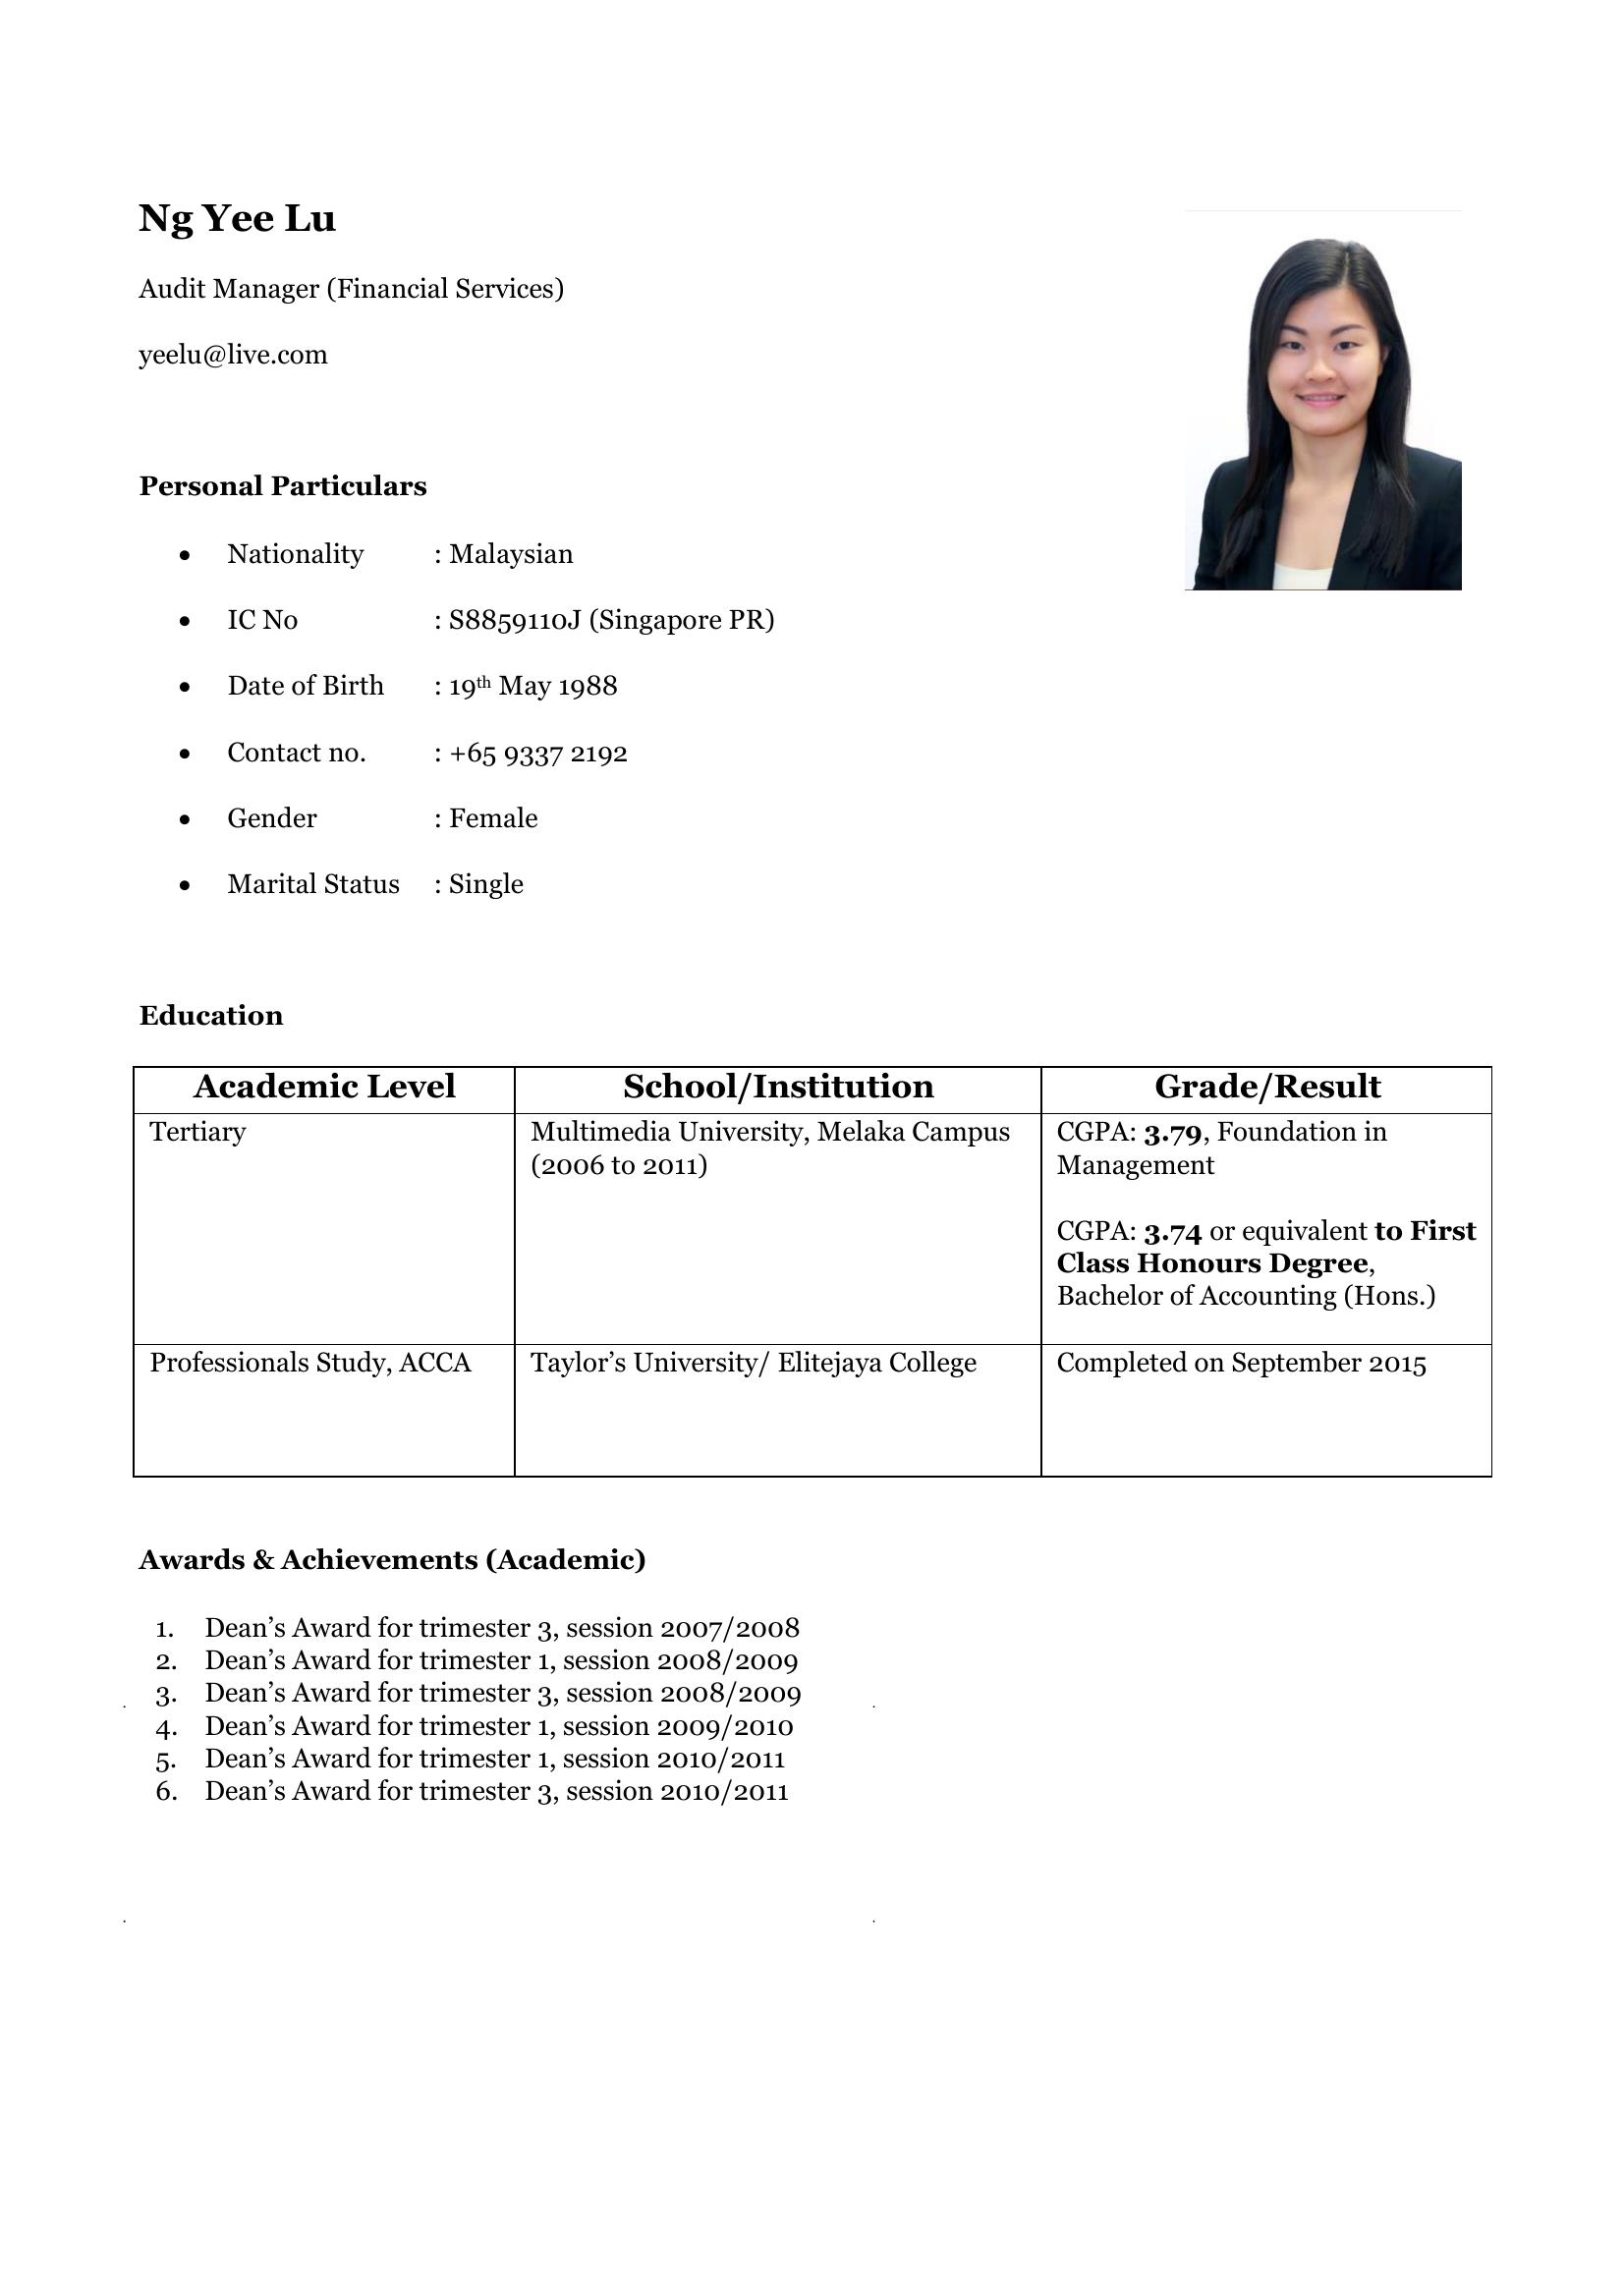 Ng Yee Lu
Audit Manager (Financial Services)
yeelu@live.com
Personal Particulars
• Nationality : Malaysian
• IC No : S8859110J (Singapore PR)
• Date of Birth : 19th May 1988
• Contact no. : +65 9337 2192
• Gender : Female
• Marital Status : Single
Education
Academic Level School/Institution Grade/Result
Tertiary
Multimedia University, Melaka Campus
(2006 to 2011)
CGPA: 3.79, Foundation in
Management
CGPA: 3.74 or equivalent to First
Class Honours Degree,
Bachelor of Accounting (Hons.)
Professionals Study, ACCA
Taylor’s University/ Elitejaya College
Completed on September 2015
Awards & Achievements (Academic)
1. Dean’s Award for trimester 3, session 2007/2008
2. Dean’s Award for trimester 1, session 2008/2009
3. Dean’s Award for trimester 3, session 2008/2009
4. Dean’s Award for trimester 1, session 2009/2010
5. Dean’s Award for trimester 1, session 2010/2011
6. Dean’s Award for trimester 3, session 2010/2011